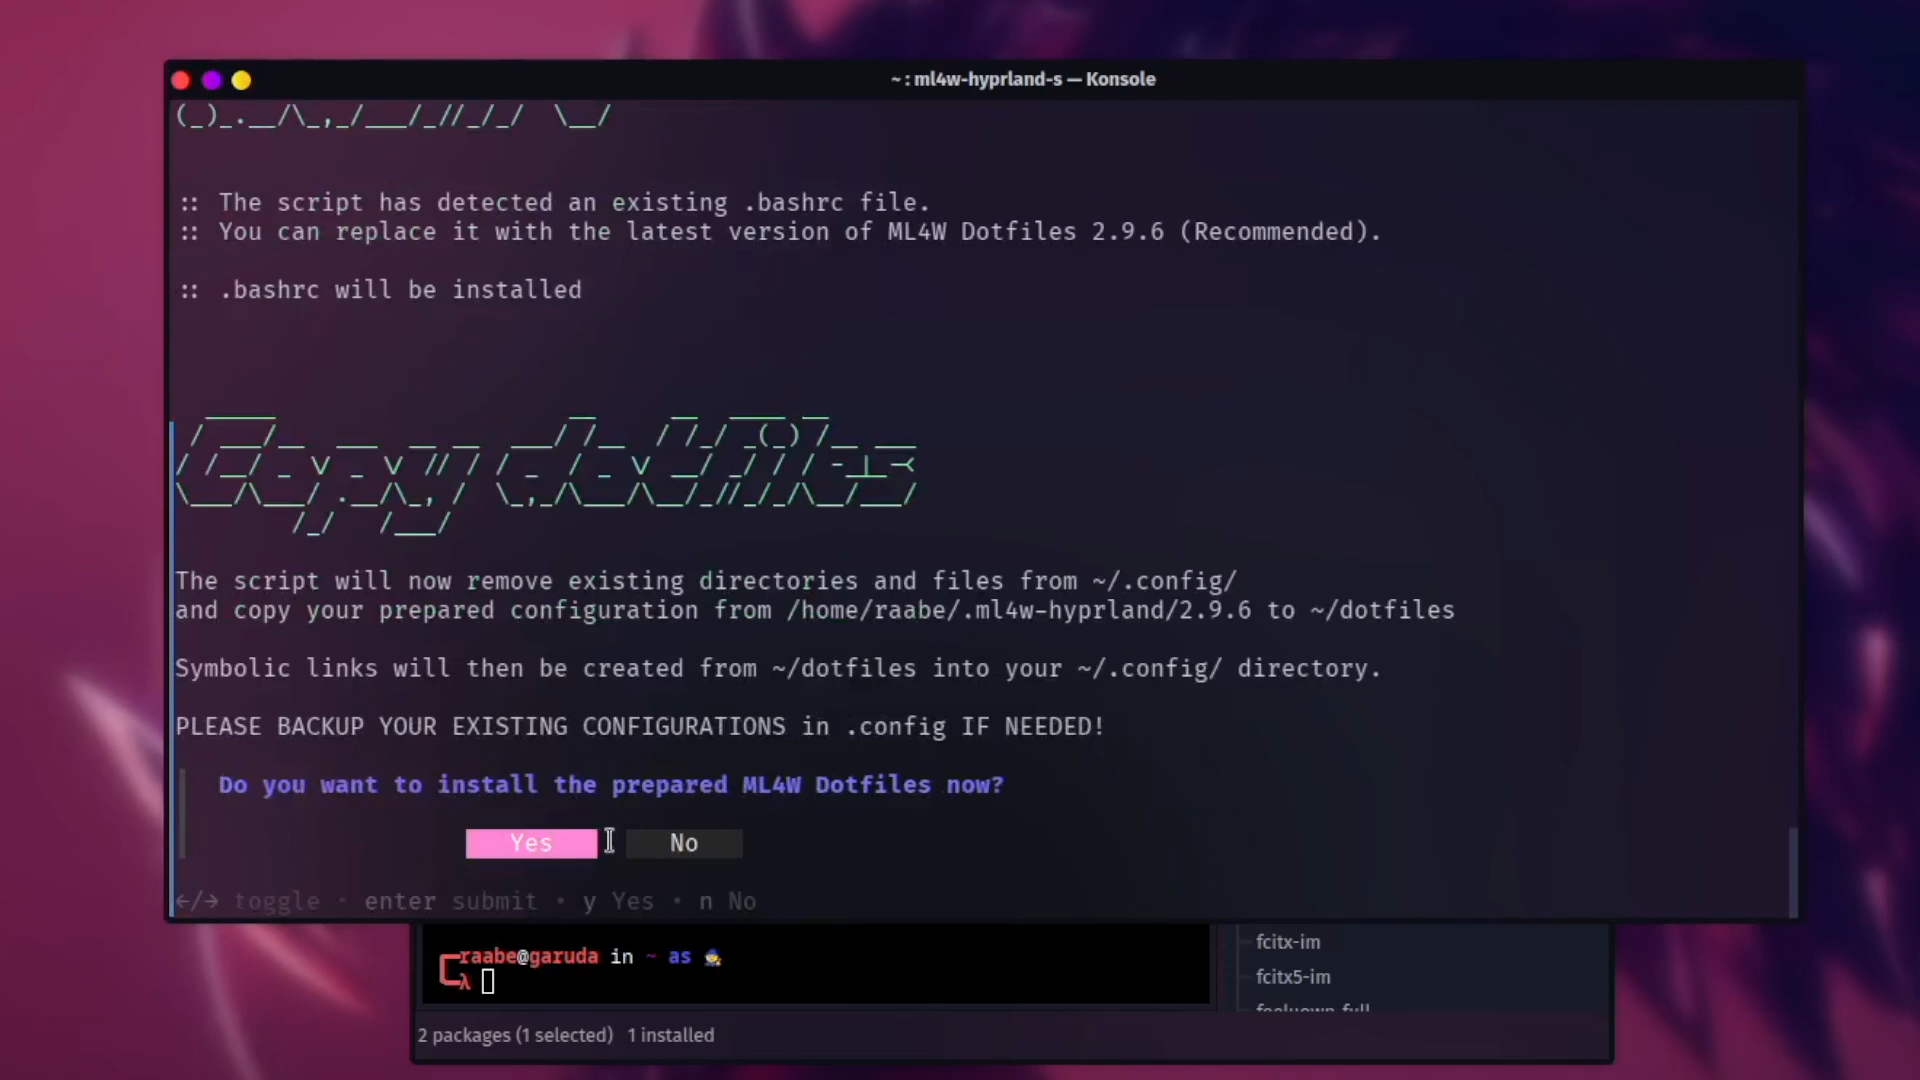 ~ : ml4w-hyprland-s — Konsole
:: The script has detected an existing .bashrc file.
:: You can replace it with the latest version of ML4W Dotfiles 2.9.6 (Recommended).
:: .bashrc will be installed
Copy dotfiles
The script will now remove existing directories and files from ~/.config/
and copy your prepared configuration from /home/raabe/.ml4w-hyprland/2.9.6 to ~/dotfiles
Symbolic links will then be created from ~/dotfiles into your ~/.config/ directory.
PLEASE BACKUP YOUR EXISTING CONFIGURATIONS in .config IF NEEDED!
Do you want to install the prepared ML4W Dotfiles now?
Yes No
←/→ toggle • enter submit • y Yes • n No
raabe@garuda in ~ as
λ
fcitx-im
fcitx5-im
2 packages (1 selected) 1 installed